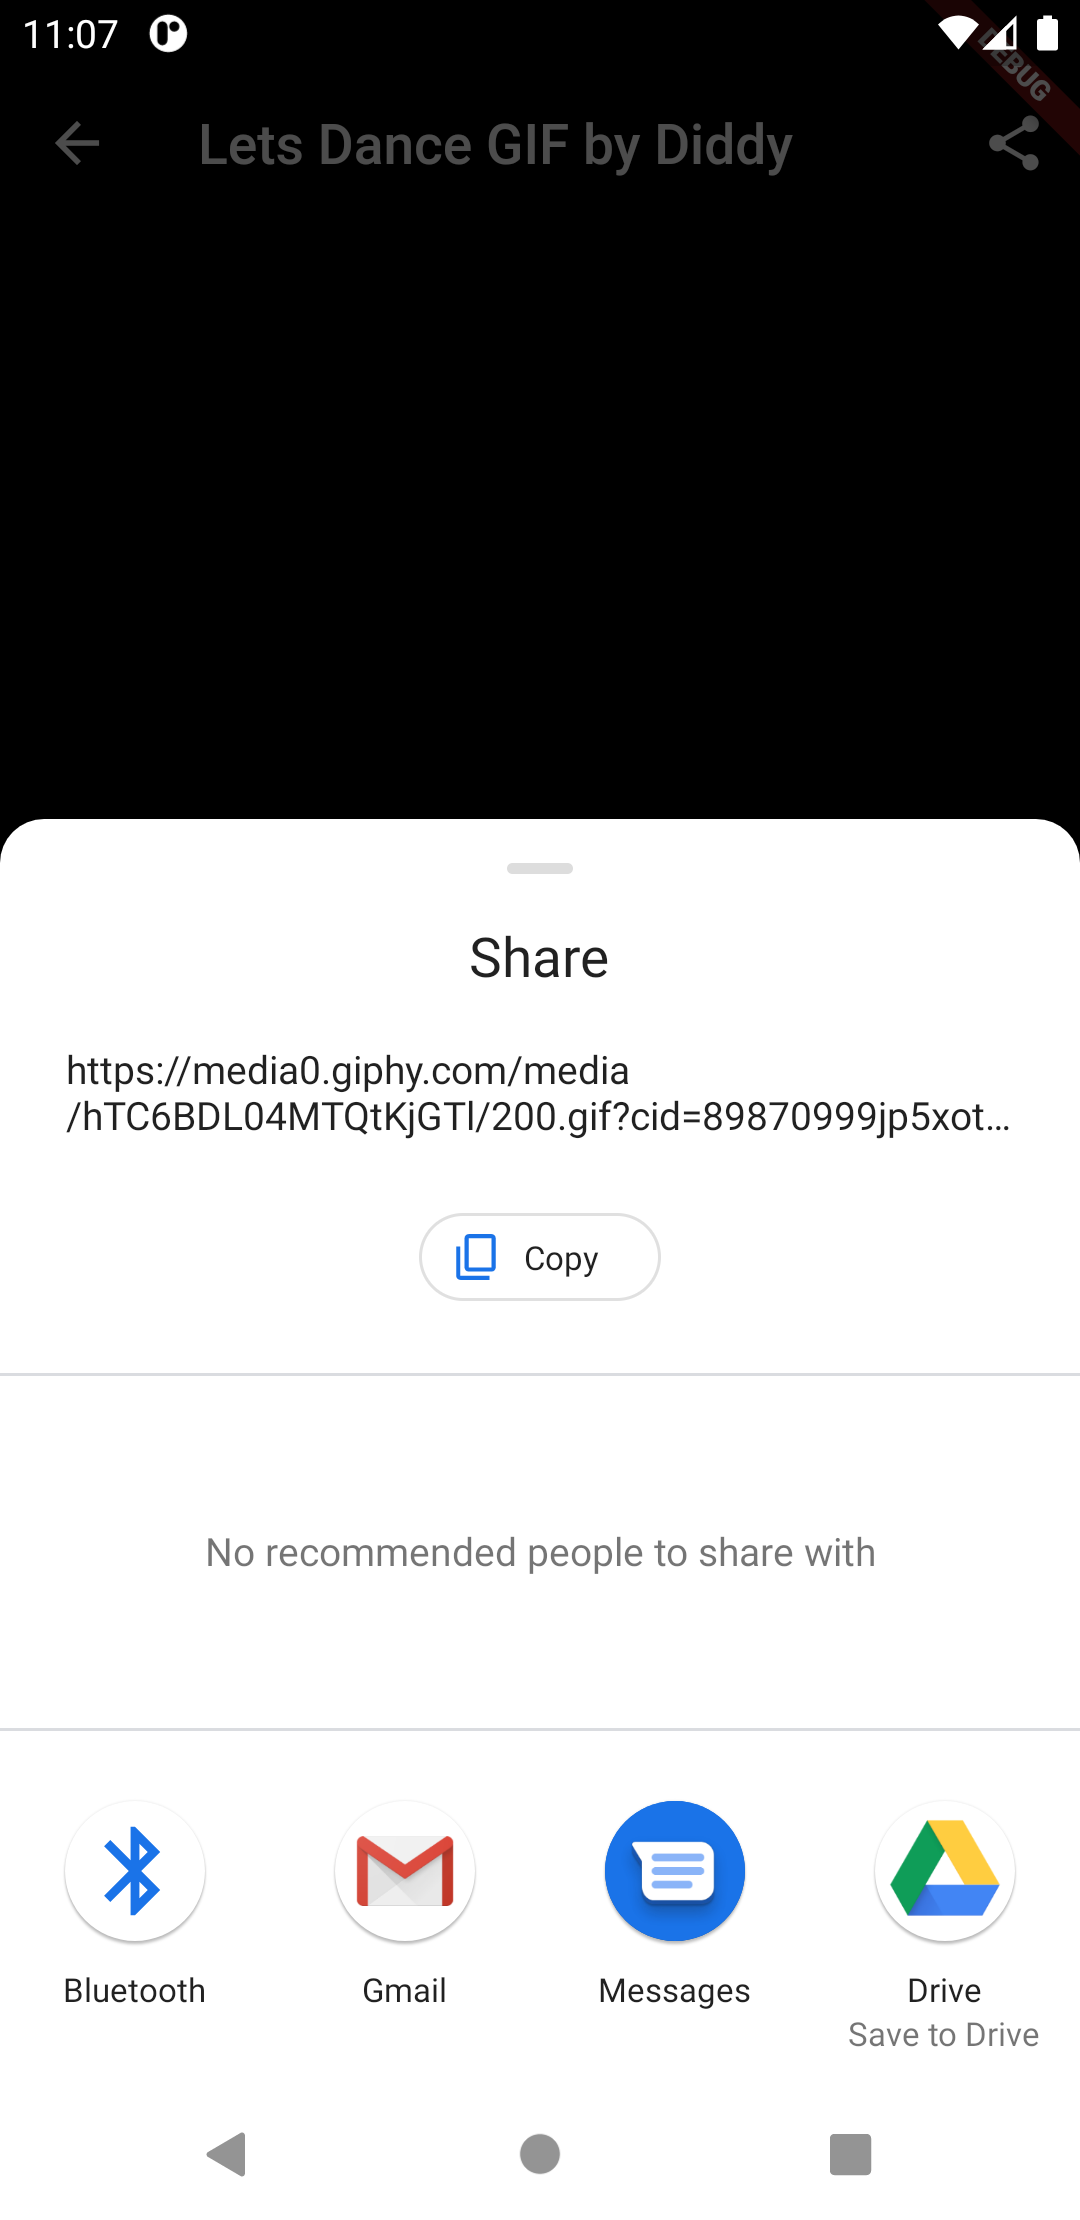 11:07
DEBUG
Lets Dance GIF by Diddy
Share
https://media0.giphy.com/media
/hTC6BDL04MTQtKjGTl/200.gif?cid=89870999jp5xot...
Copy
No recommended people to share with
Bluetooth
Gmail
Messages
Drive
Save to Drive